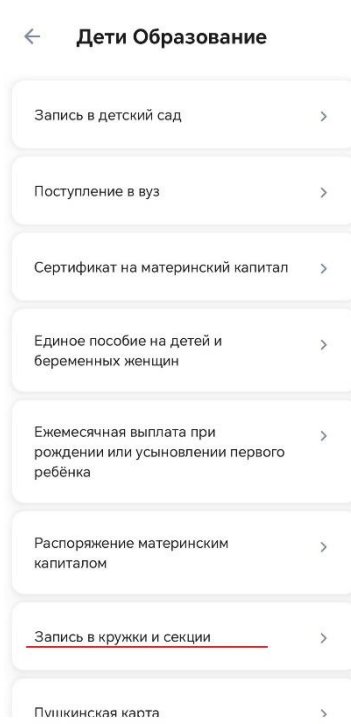 Дети Образование
Запись в детский сад
Поступление в вуз
Сертификат на материнский капитал
Единое пособие на детей и
беременных женщин
Ежемесячная выплата при
рождении или усыновлении первого
ребёнка
Распоряжение материнским
капиталом
Запись в кружки и секции
Пушкинская карта